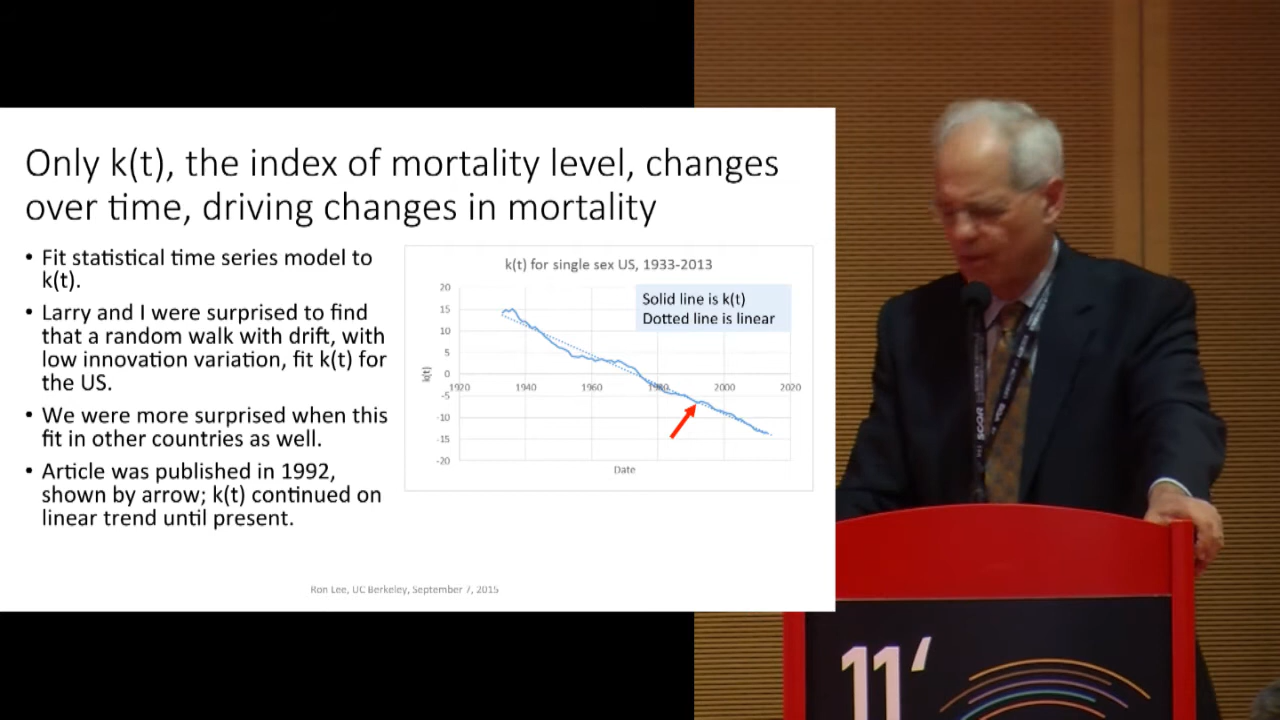 Only k(t), the index of mortality level, changes
over time, driving changes in mortality
• Fit statistical time series model to
k(t).
• Larry and I were surprised to find
that a random walk with drift, with
low innovation variation, fit k(t) for
the US.
• We were more surprised when this
fit in other countries as well.
• Article was published in 1992,
shown by arrow; k(t) continued on
linear trend until present.
k(t) for single sex US, 1933-2013
Solid line is k(t)
Dotted line is linear
20
15
10
5
0
-5
-10
-15
-20
k(t)
1920 1940 1960 1980 2000 2020
Date
Ron Lee, UC Berkeley, September 7, 2015
SCOR
11'